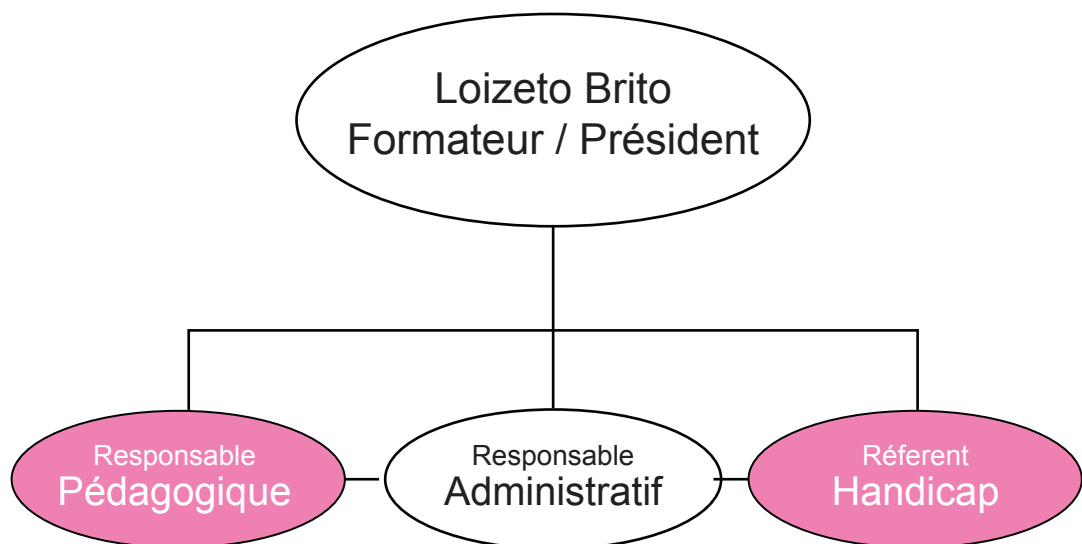 Loizeto Brito
Formateur / Président
Responsable
Pédagogique
Responsable
Administratif
Réferent
Handicap